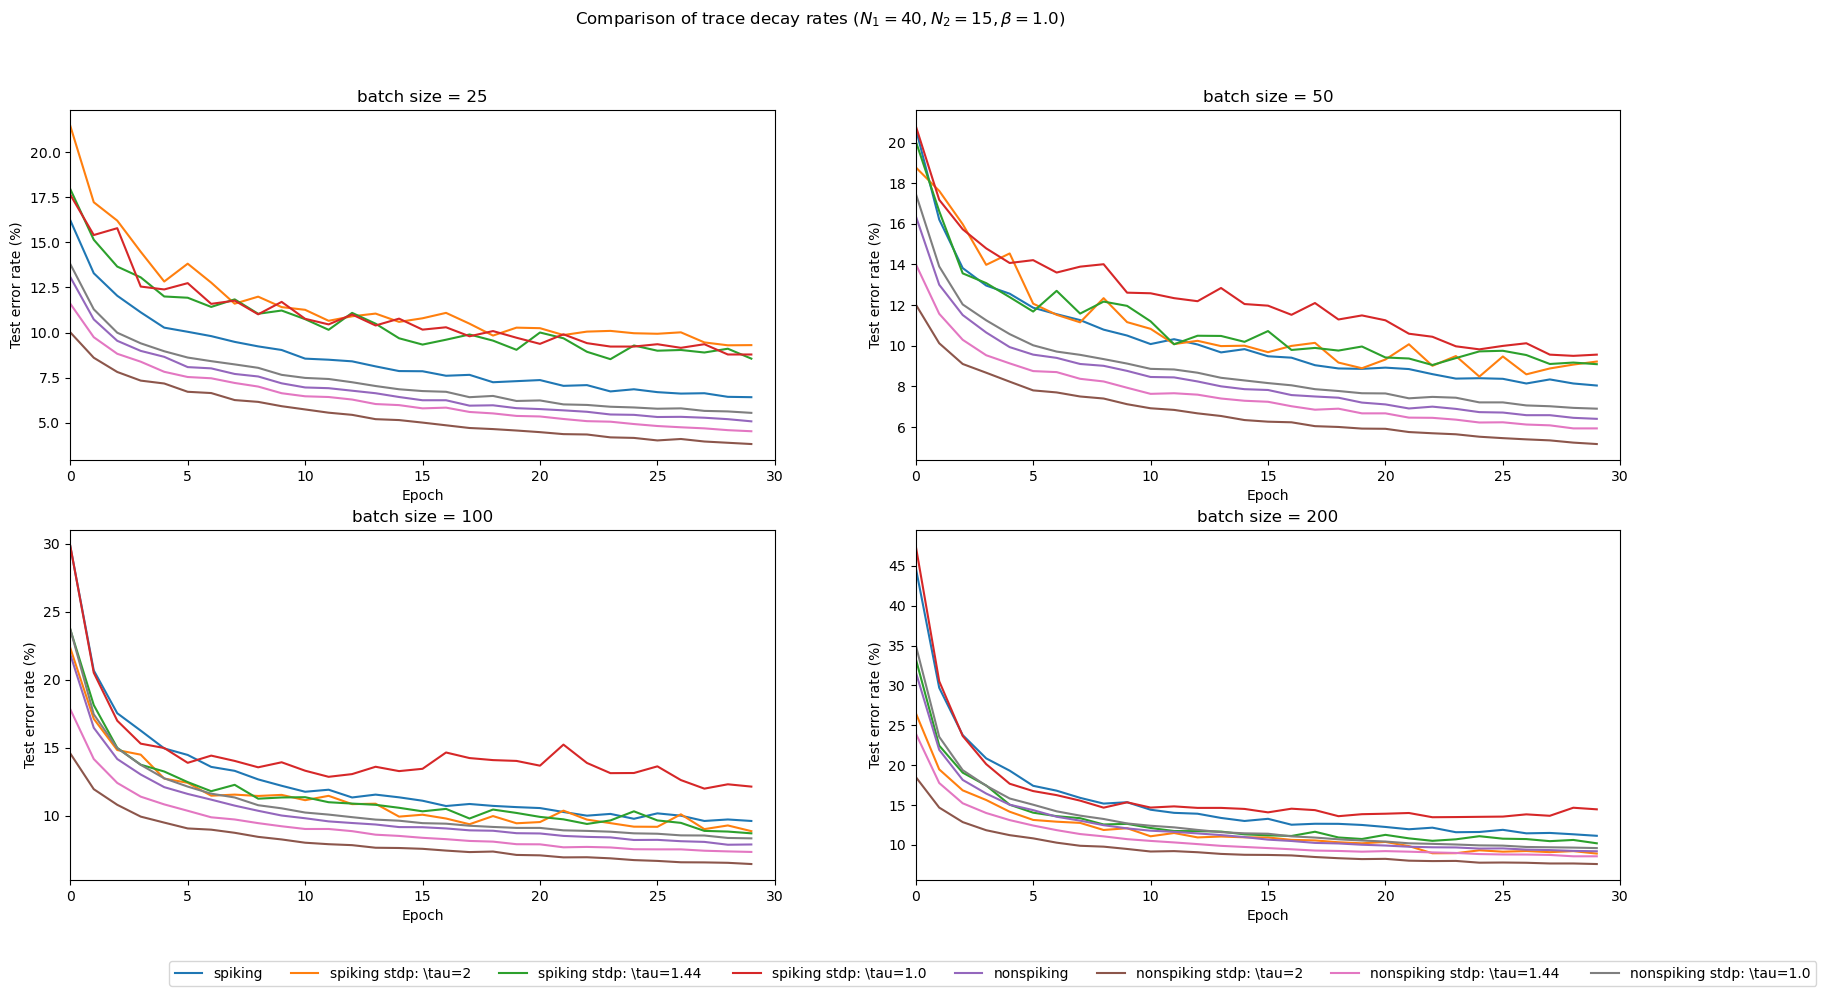 Comparison of trace decay rates (N₁ = 40, N₂ = 15, β = 1.0)
batch size = 25
20.0
17.5
15.0
12.5
10.0
7.5
5.0
Test error rate (%)
0 5 10 15 20 25 30
Epoch
batch size = 50
20
18
16
14
12
10
8
6
Test error rate (%)
0 5 10 15 20 25 30
Epoch
batch size = 100
30
25
20
15
10
Test error rate (%)
0 5 10 15 20 25 30
Epoch
batch size = 200
45
40
35
30
25
20
15
10
Test error rate (%)
0 5 10 15 20 25 30
Epoch
spiking spiking stdp: \tau=2 spiking stdp: \tau=1.44 spiking stdp: \tau=1.0 nonspiking nonspiking stdp: \tau=2 nonspiking stdp: \tau=1.44 nonspiking stdp: \tau=1.0